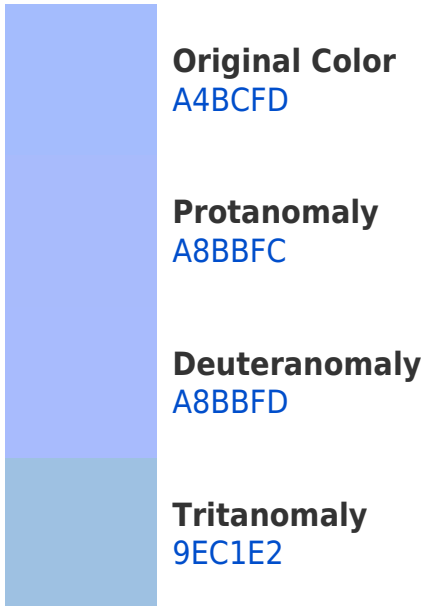 Original Color
A4BCFD
Protanomaly
A8BBFC
Deuteranomaly
A8BBFD
Tritanomaly
9EC1E2